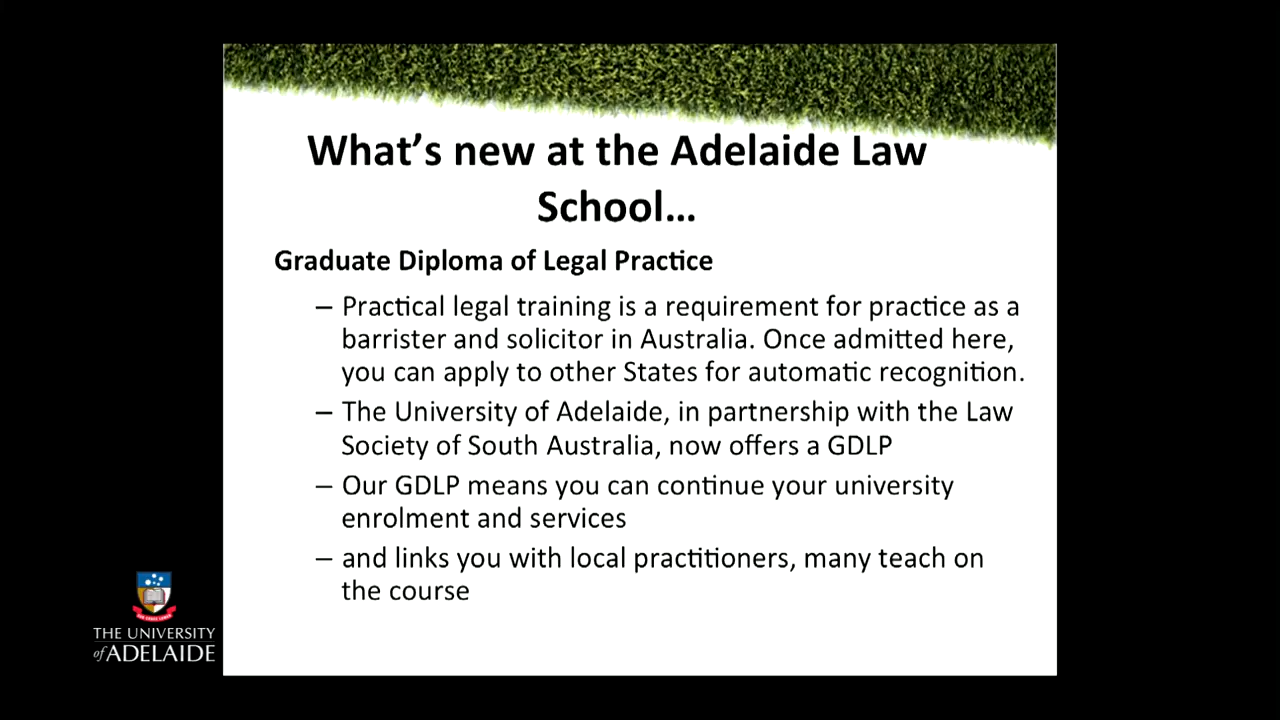 What’s new at the Adelaide Law
School…
Graduate Diploma of Legal Practice
– Practical legal training is a requirement for practice as a
barrister and solicitor in Australia. Once admitted here,
you can apply to other States for automatic recognition.
– The University of Adelaide, in partnership with the Law
Society of South Australia, now offers a GDLP
– Our GDLP means you can continue your university
enrolment and services
– and links you with local practitioners, many teach on
the course
THE UNIVERSITY
of ADELAIDE